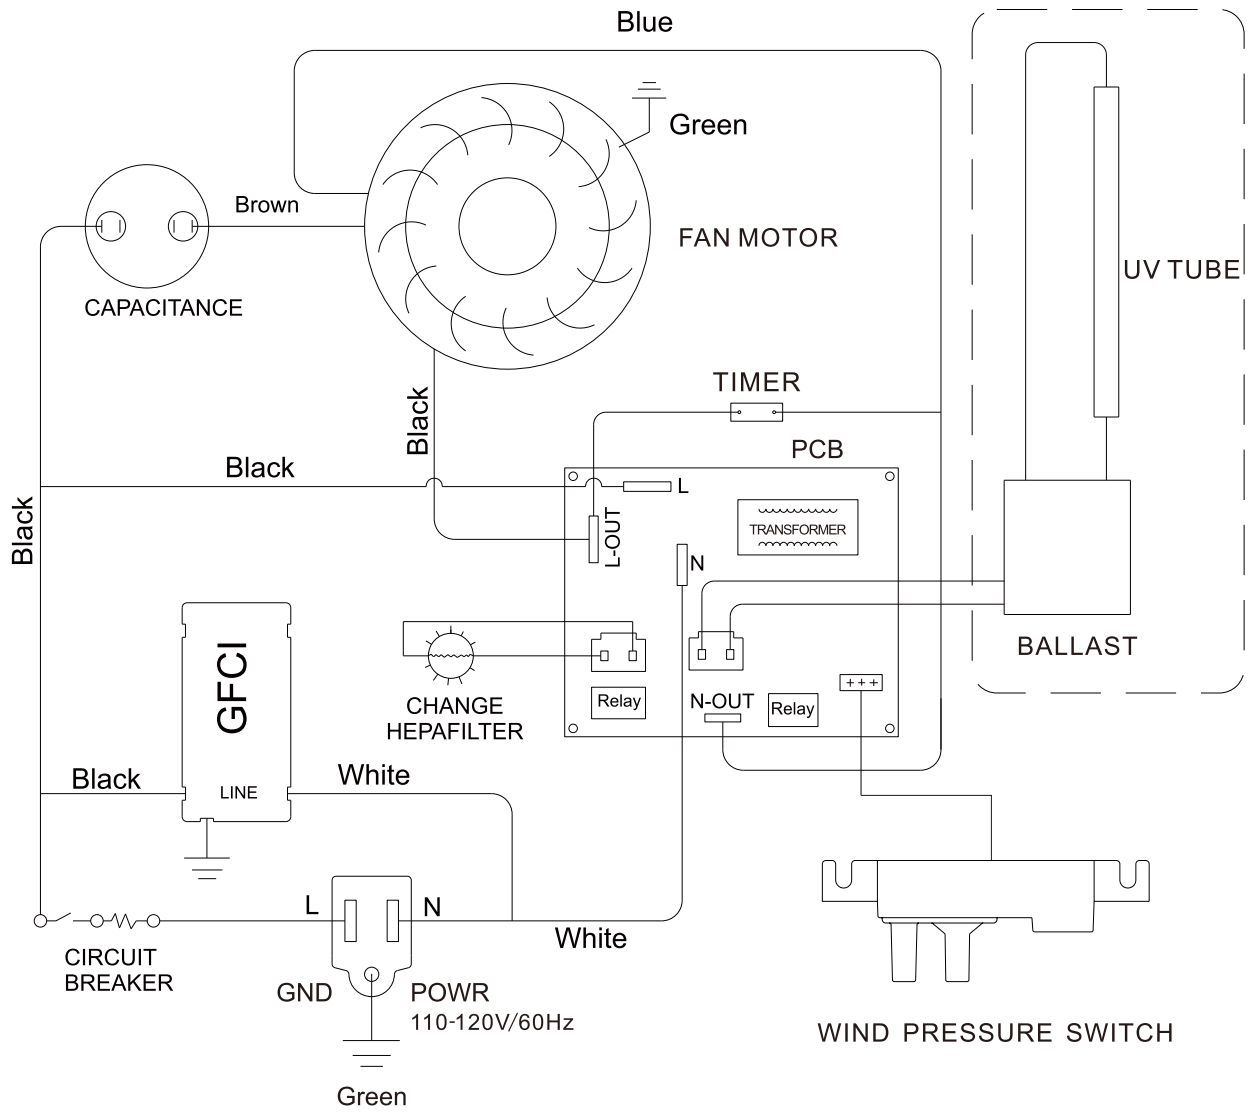 Blue
Green
Brown
FAN MOTOR
UV TUBE
CAPACITANCE
TIMER
Black
PCB
Black
L
TRANSFORMER
Black
L-OUT
N
GFCI
BALLAST
CHANGE
HEPAFILTER
Relay
N-OUT
Relay
Black
LINE
White
L
N
White
CIRCUIT
BREAKER
GND
POWR
110-120V/60Hz
+++
WIND PRESSURE SWITCH
Green